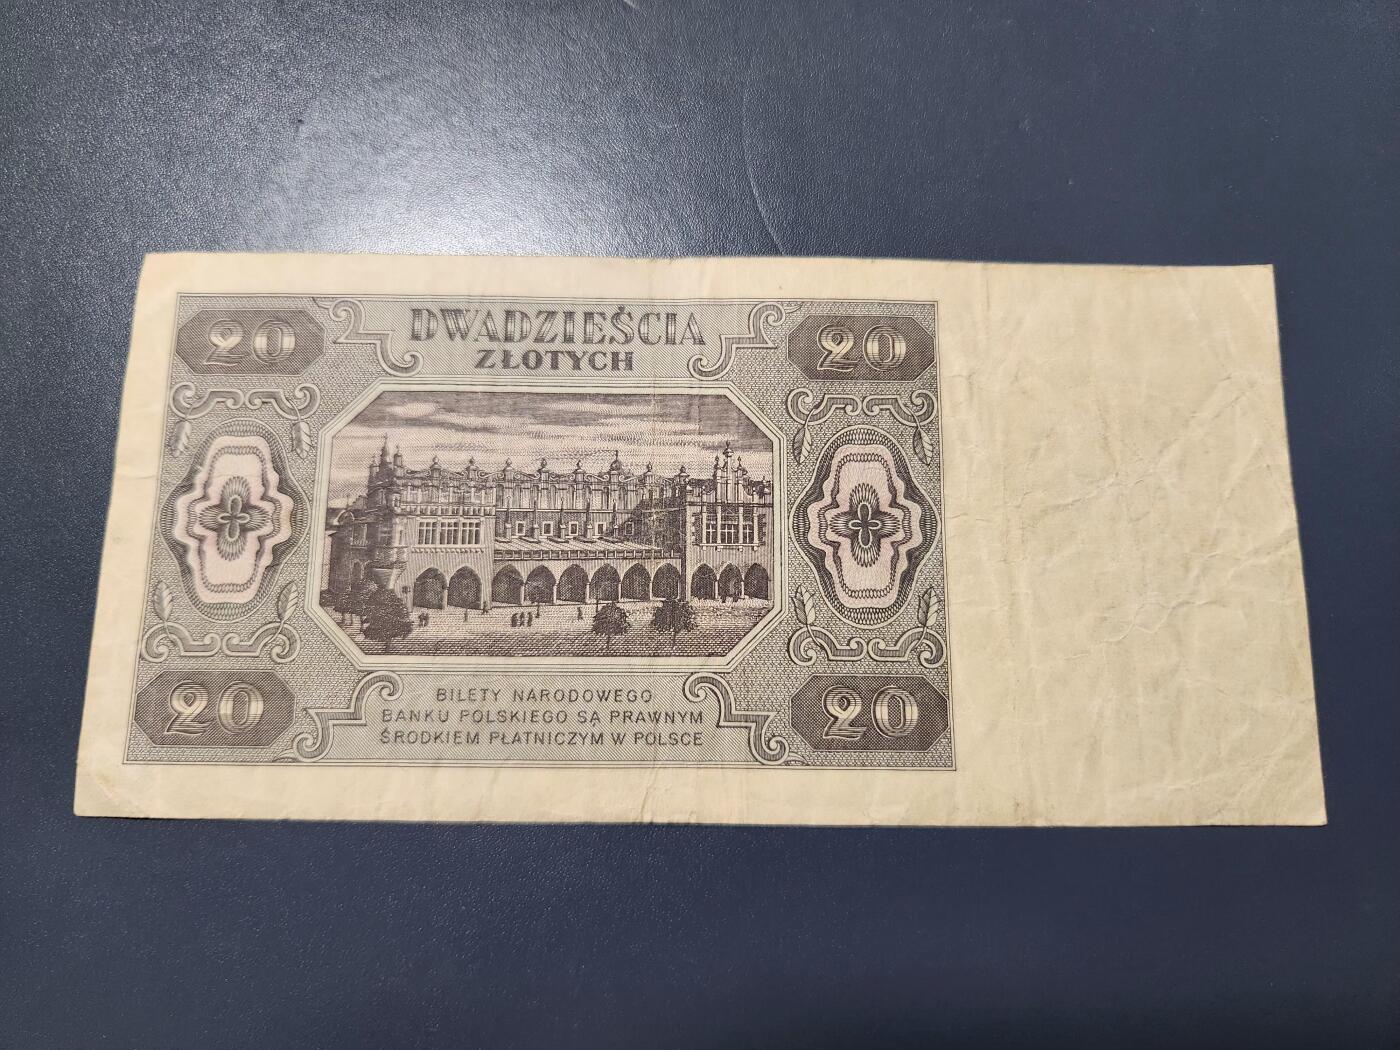 20 DWADZIEŚCIA 20
ZŁOTYCH
BILETY NARODOWEGO
BANKU POLSKIEGO SĄ PRAWNYM
ŚRODKIEM PŁATNICZYM W POLSCE
20 20